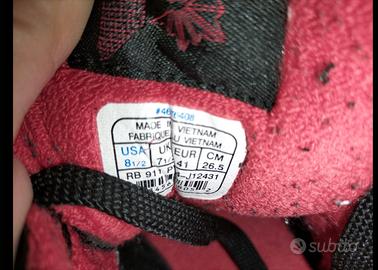 MADE IN VIETNAM
FABRIQUE AU VIETNAM
USA UK EUR CM
8 1/2 7 1/2 41 26.5
RB 911 J12431
subito